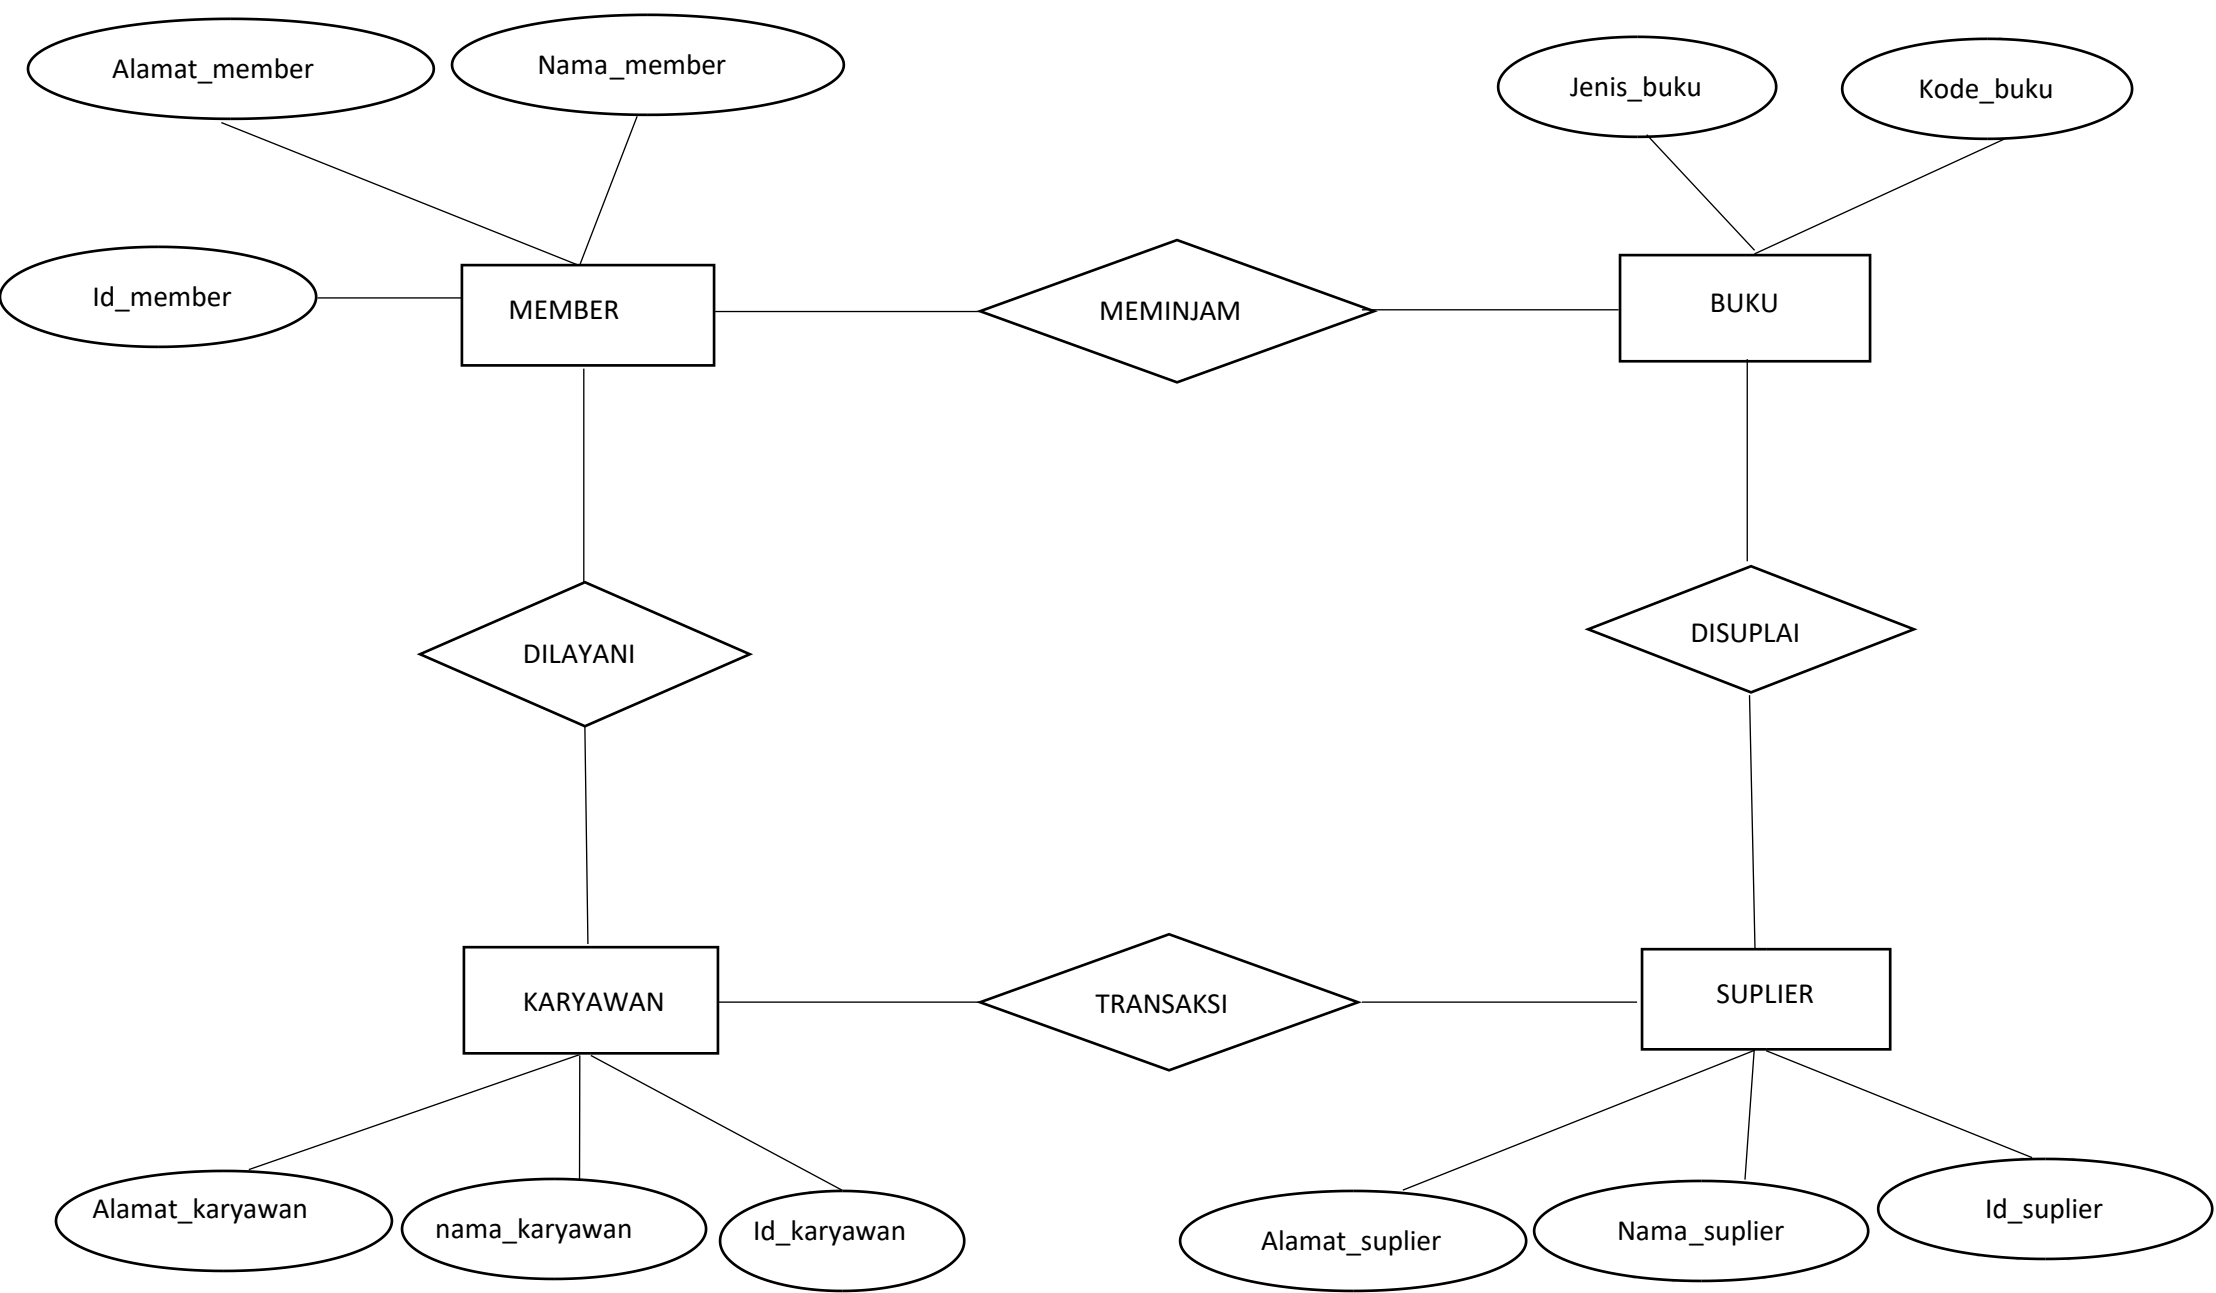 Alamat_member
Nama_member
Jenis_buku
Kode_buku
Id_member
MEMBER
MEMINJAM
BUKU
DILAYANI
DISUPLAI
KARYAWAN
TRANSAKSI
SUPLIER
Alamat_karyawan
nama_karyawan
Id_karyawan
Alamat_suplier
Nama_suplier
Id_suplier